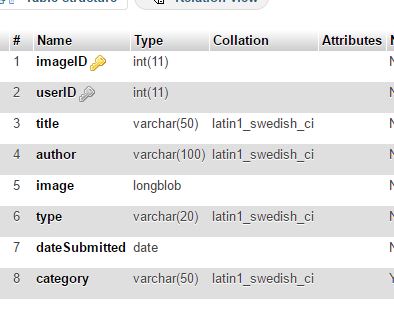 Table structure Relation view
# Name Type Collation Attributes N
1 imageID int(11) N
2 userID int(11) N
3 title varchar(50) latin1_swedish_ci N
4 author varchar(100) latin1_swedish_ci N
5 image longblob N
6 type varchar(20) latin1_swedish_ci N
7 dateSubmitted date N
8 category varchar(50) latin1_swedish_ci Y